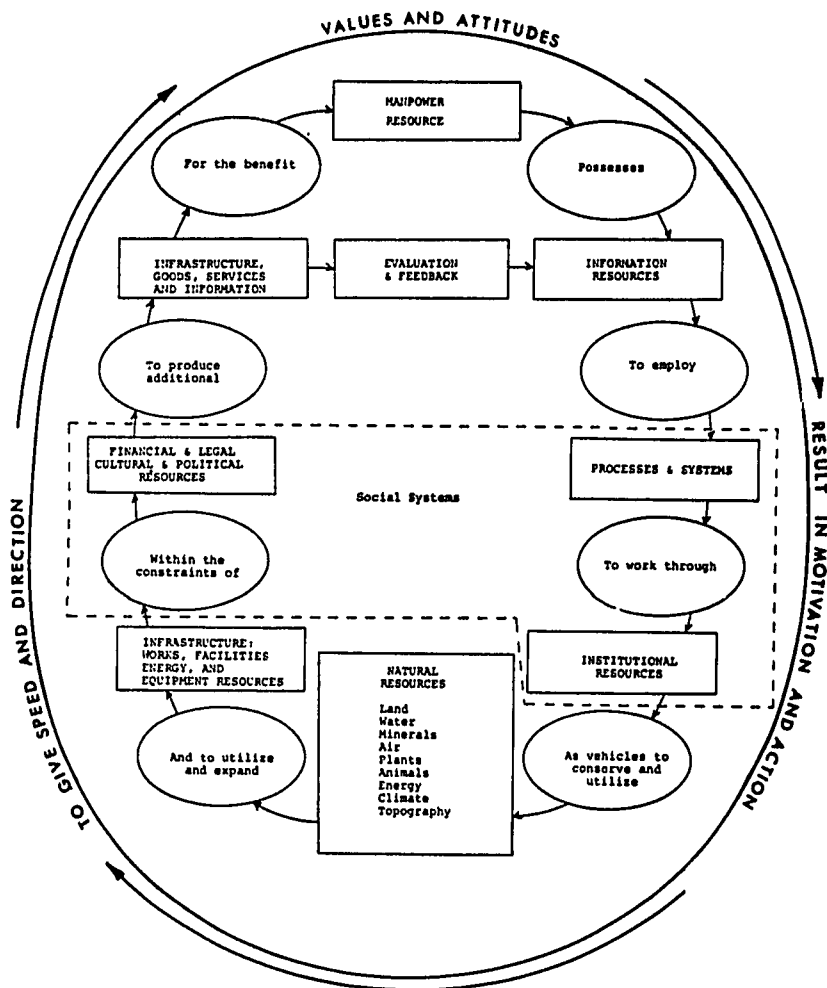 VALUES AND ATTITUDES
MANPOWER
RESOURCE
For the benefit
Possesses
INFRASTRUCTURE,
GOODS, SERVICES
AND INFORMATION
EVALUATION
& FEEDBACK
INFORMATION
RESOURCES
To produce
additional
To employ
FINANCIAL & LEGAL
CULTURAL & POLITICAL
RESOURCES
Social Systems
PROCESSES & SYSTEMS
Within the
constraints of
To work through
INFRASTRUCTURE:
WORKS, FACILITIES
ENERGY, AND
EQUIPMENT RESOURCES
NATURAL
RESOURCES
Land
Water
Minerals
Air
Plants
Animals
Energy
Climate
Topography
INSTITUTIONAL
RESOURCES
And to utilize
and expand
As vehicles to
conserve and
utilize
RESULT IN MOTIVATION AND ACTION
TO GIVE SPEED AND DIRECTION